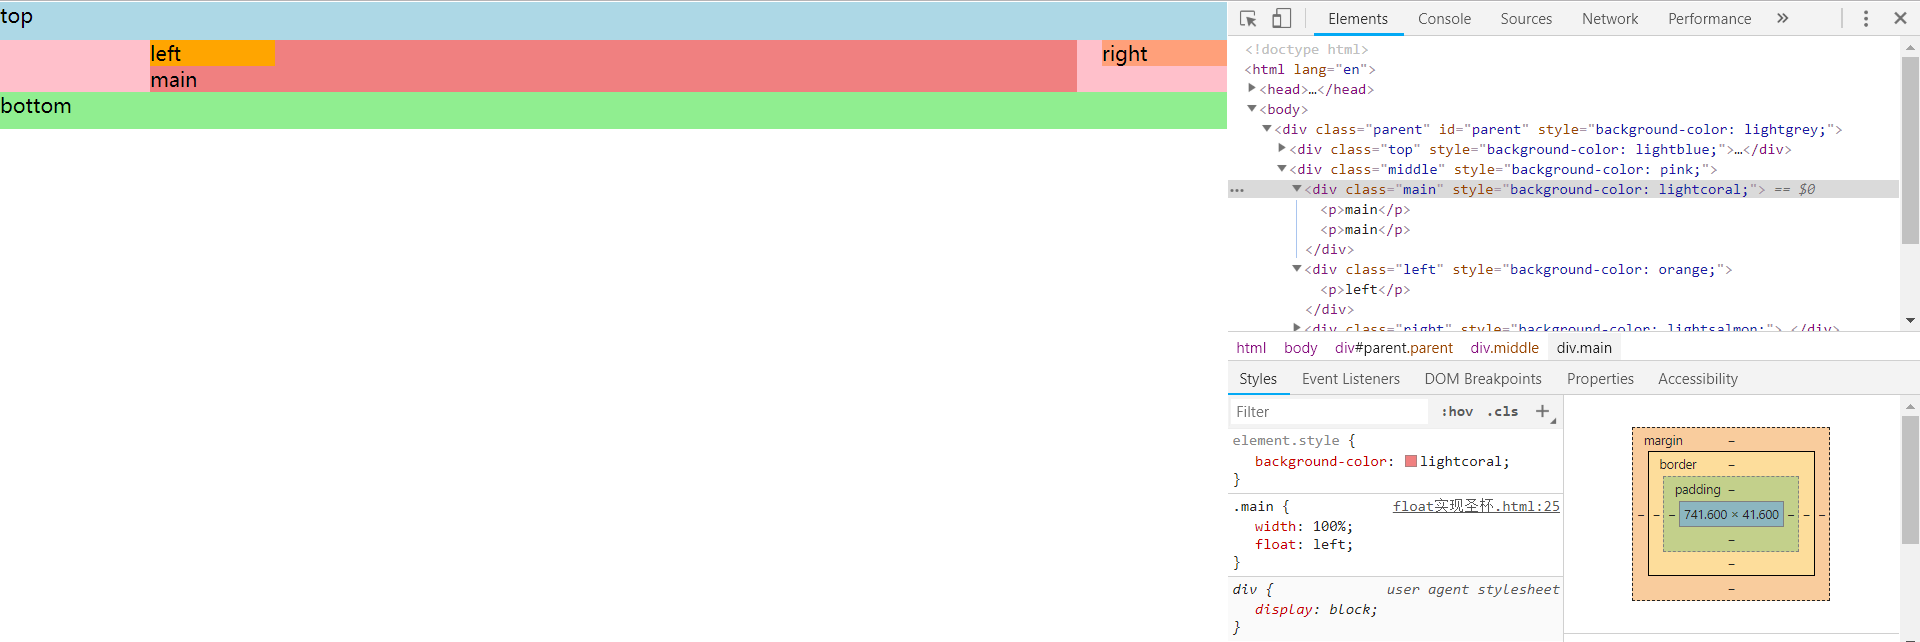 top
left
right
main
bottom
Elements Console Sources Network Performance »
<!doctype html>
<html lang="en">
<head>…</head>
<body>
<div class="parent" id="parent" style="background-color: lightgrey;">
<div class="top" style="background-color: lightblue;">…</div>
<div class="middle" style="background-color: pink;">
<div class="main" style="background-color: lightcoral;"> == $0
<p>main</p>
<p>main</p>
</div>
<div class="left" style="background-color: orange;">
<p>left</p>
</div>
<div class="right" style="background-color: lightsalmon;"> </div>
html body div#parent.parent div.middle div.main
Styles Event Listeners DOM Breakpoints Properties Accessibility
Filter :hov .cls +
element.style {
background-color: lightcoral;
}
.main { float实现圣杯.html:25
width: 100%;
float: left;
}
div { user agent stylesheet
display: block;
}
margin –
border –
padding –
– – – 741.600 × 41.600 – – –
–
–
–